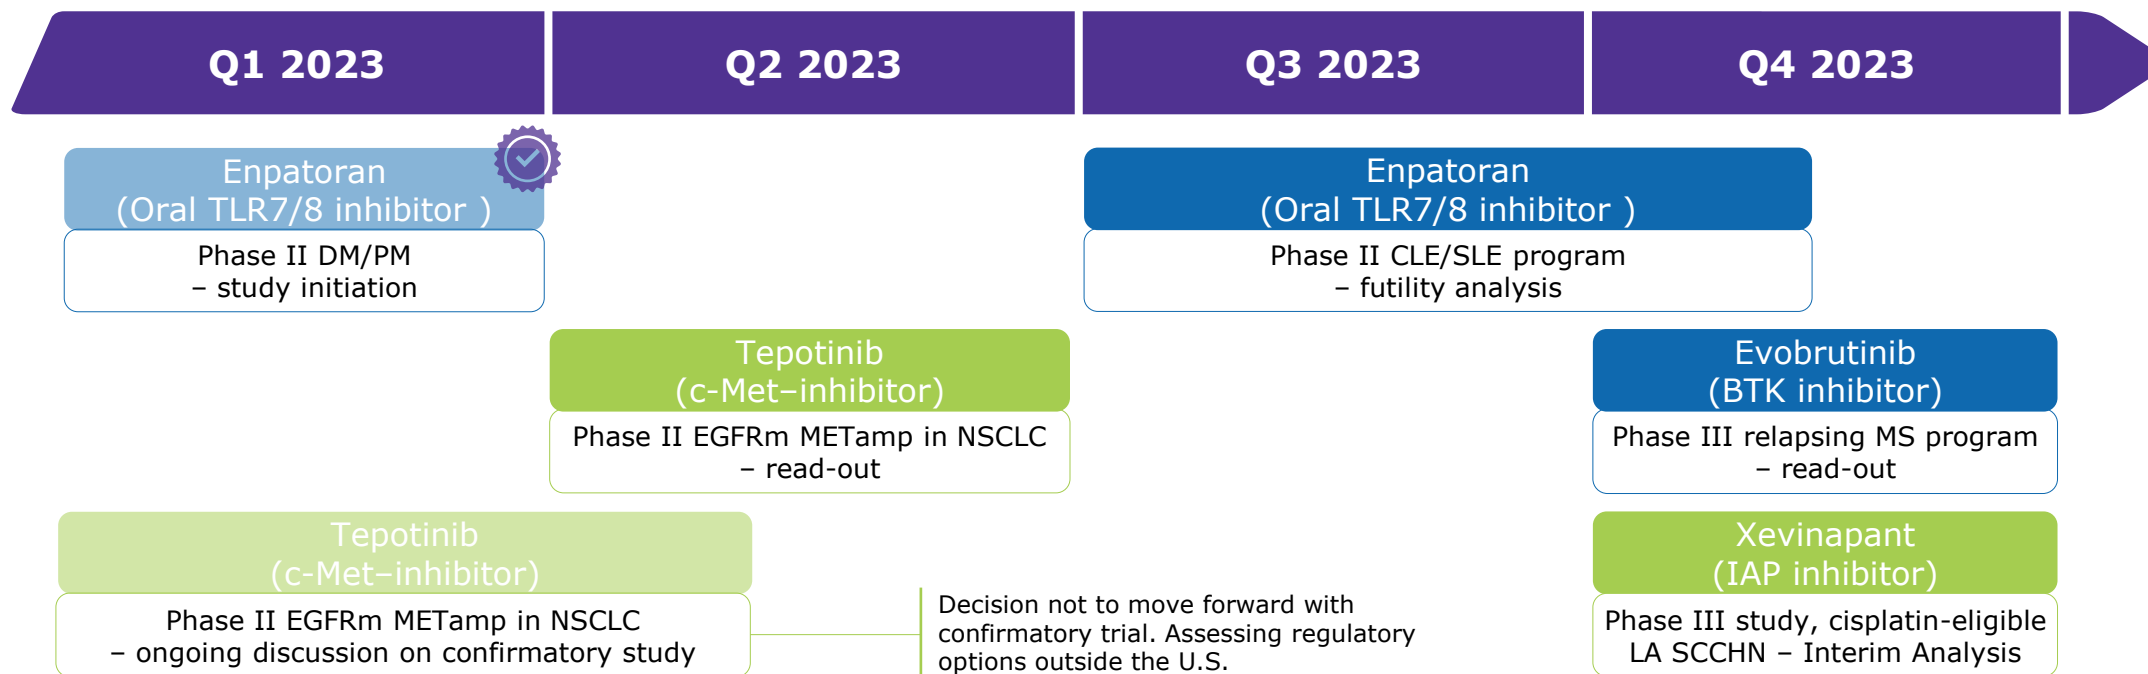 Q1 2023
Q2 2023
Q3 2023
Q4 2023
Enpatoran
(Oral TLR7/8 inhibitor )
Phase II DM/PM
– study initiation
Enpatoran
(Oral TLR7/8 inhibitor )
Phase II CLE/SLE program
– futility analysis
Tepotinib
(c-Met–inhibitor)
Phase II EGFRm METamp in NSCLC
– read-out
Evobrutinib
(BTK inhibitor)
Phase III relapsing MS program
– read-out
Tepotinib
(c-Met–inhibitor)
Phase II EGFRm METamp in NSCLC
– ongoing discussion on confirmatory study
Decision not to move forward with
confirmatory trial. Assessing regulatory
options outside the U.S.
Xevinapant
(IAP inhibitor)
Phase III study, cisplatin-eligible
LA SCCHN – Interim Analysis